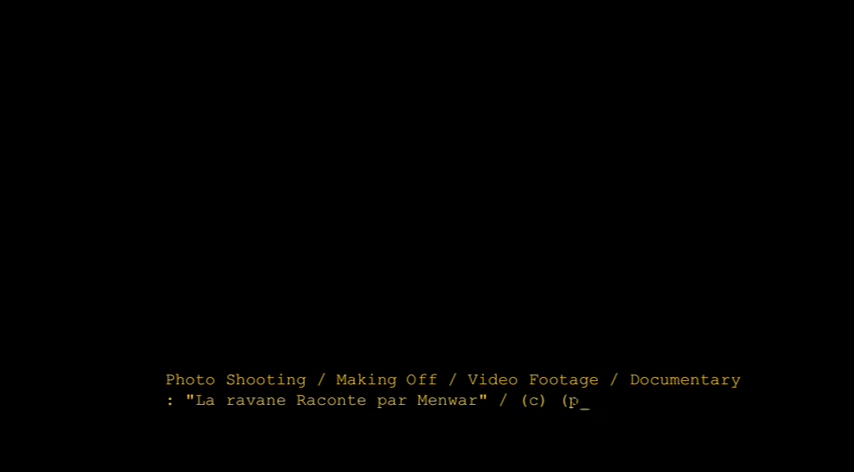 Photo Shooting / Making Off / Video Footage / Documentary
: "La ravane Raconte par Menwar" / (c) (p_